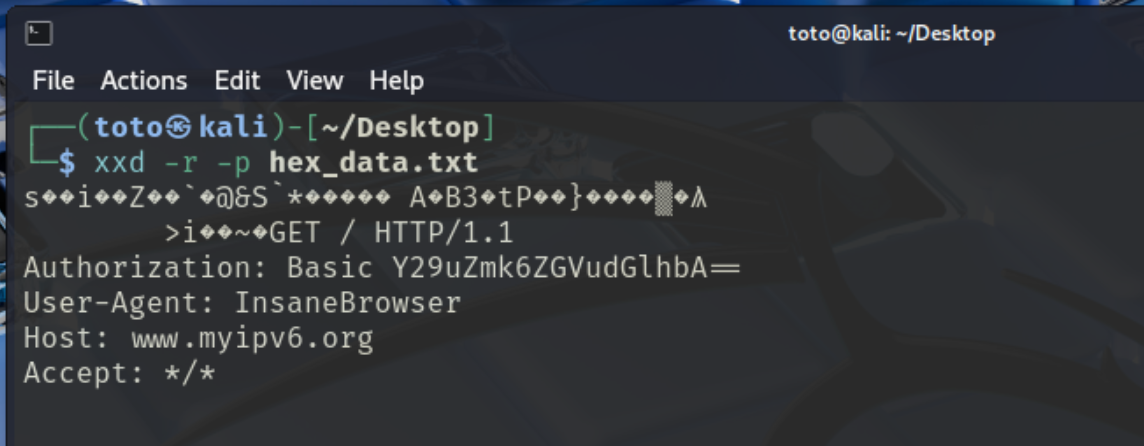 toto@kali: ~/Desktop
File Actions Edit View Help
┌──(toto㉿kali)-[~/Desktop]
└─$ xxd -r -p hex_data.txt
s��i��Z��`�@&S`*����� A�B3�tP��}����▒�
>i��~�GET / HTTP/1.1
Authorization: Basic Y29uZmk6ZGVudGlhbA==
User-Agent: InsaneBrowser
Host: www.myipv6.org
Accept: */*